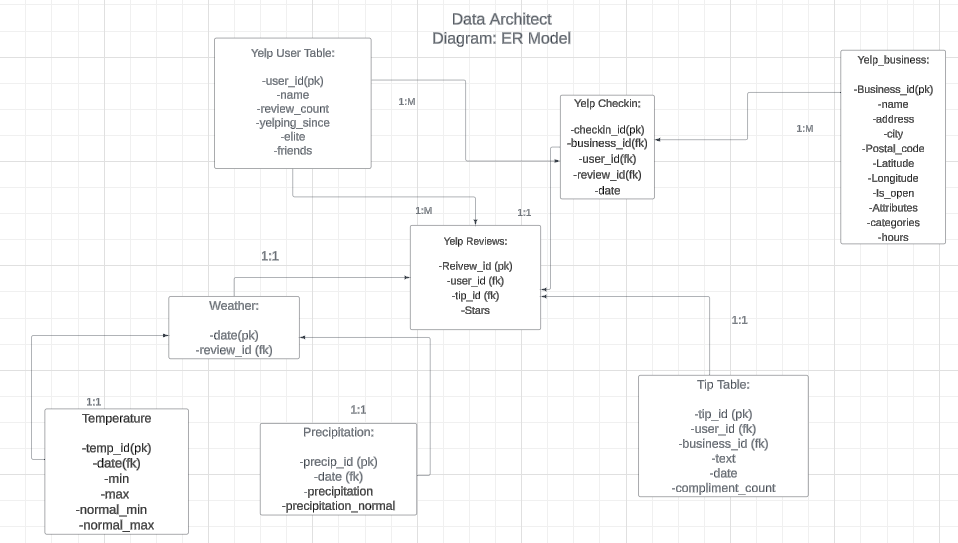 Data Architect
Diagram: ER Model
Yelp User Table:
-user_id(pk)
-name
-review_count
-yelping_since
-elite
-friends
1:M
Yelp Checkin:
-checkIn_id(pk)
-business_id(fk)
-user_id(fk)
-review_id(fk)
-date
1:M
Yelp_business:
-Business_id(pk)
-name
-address
-city
-Postal_code
-Latitude
-Longitude
-Is_open
-Attributes
-categories
-hours
1:M
1:1
Yelp Reviews:
-Reivew_id (pk)
-user_id (fk)
-tip_id (fk)
-Stars
1:1
Weather:
-date(pk)
-review_id (fk)
1:1
1:1
Temperature
-temp_id(pk)
-date(fk)
-min
-max
-normal_min
-normal_max
1:1
Precipitation:
-precip_id (pk)
-date (fk)
-precipitation
-precipitation_normal
Tip Table:
-tip_id (pk)
-user_id (fk)
-business_id (fk)
-text
-date
-compliment_count